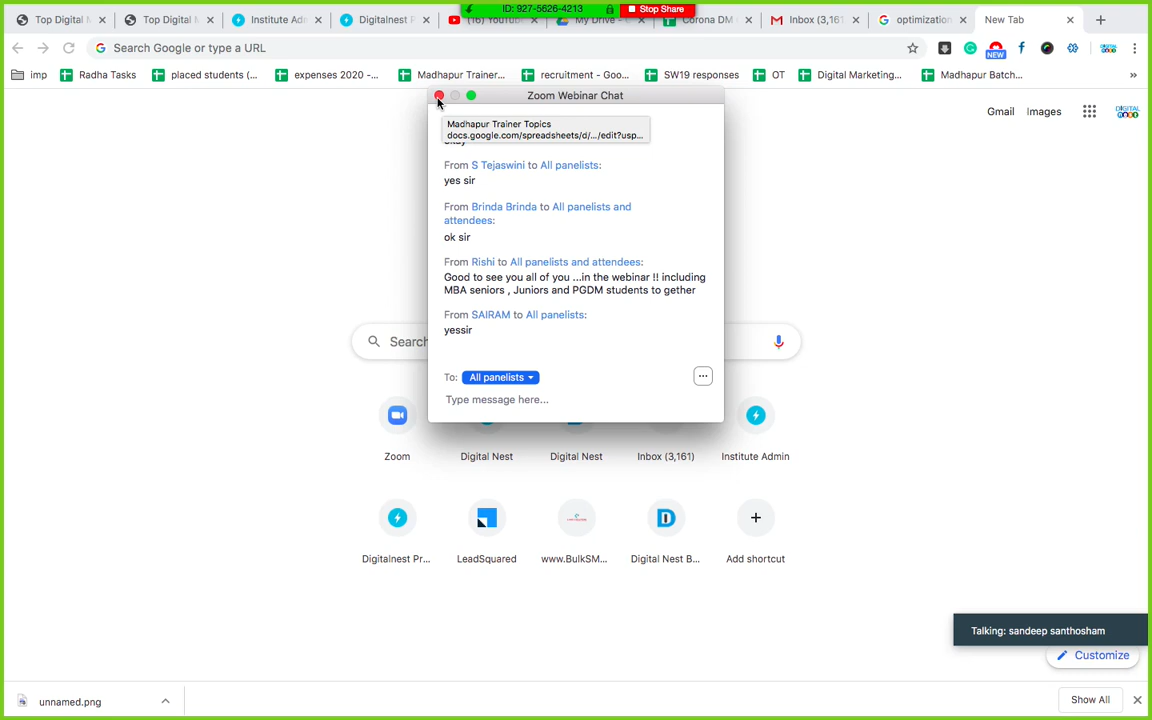 ID: 927-5626-4213 Stop Share
Top Digital M
Top Digital M
Institute Adm
Digitalnest P
(16) YouTube
My Drive -
Corona DM
Inbox (3,161
optimization
New Tab
Search Google or type a URL
NEW
imp
Radha Tasks
placed students (...
expenses 2020 -...
Madhapur Trainer...
recruitment - Goo...
SW19 responses
OT
Digital Marketing...
Madhapur Batch...
Zoom Webinar Chat
Gmail Images
Madhapur Trainer Topics
docs.google.com/spreadsheets/d/.../edit?usp...
okay
From S Tejaswini to All panelists:
yes sir
From Brinda Brinda to All panelists and
attendees:
ok sir
From Rishi to All panelists and attendees:
Good to see you all of you ...in the webinar !! including
MBA seniors , Juniors and PGDM students to gether
From SAIRAM to All panelists:
yessir
Search
To: All panelists
Type message here...
Zoom
Digital Nest
Digital Nest
Inbox (3,161)
Institute Admin
Digitalnest Pr...
LeadSquared
www.BulkSM...
Digital Nest B...
Add shortcut
Talking: sandeep santhosham
Customize
unnamed.png
Show All